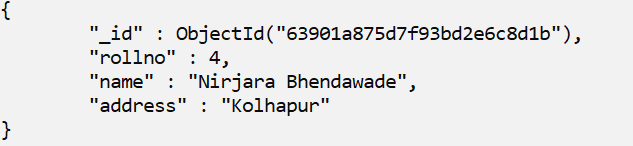 {
"_id" : ObjectId("63901a875d7f93bd2e6c8d1b"),
"rollno" : 4,
"name" : "Nirjara Bhendawade",
"address" : "Kolhapur"
}